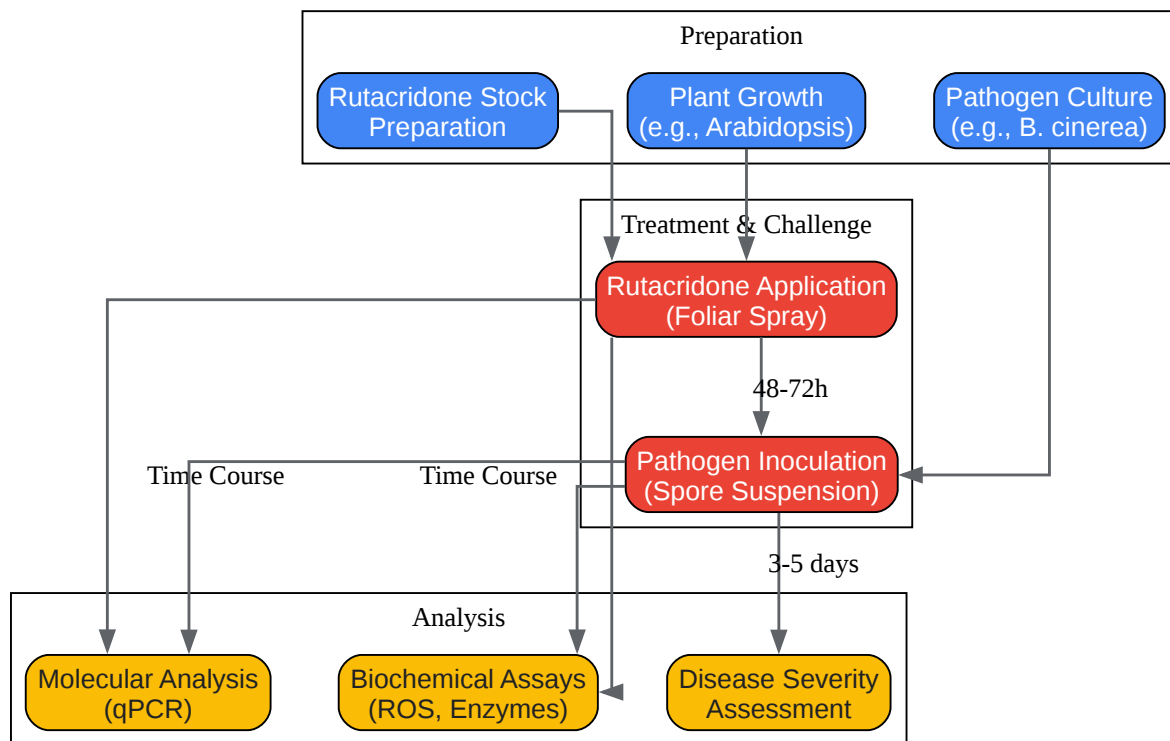 Preparation
Rutacridone Stock
Preparation
Plant Growth
(e.g., Arabidopsis)
Pathogen Culture
(e.g., B. cinerea)
Treatment & Challenge
Rutacridone Application
(Foliar Spray)
48-72h
Pathogen Inoculation
(Spore Suspension)
Time Course
Time Course
3-5 days
Analysis
Molecular Analysis
(qPCR)
Biochemical Assays
(ROS, Enzymes)
Disease Severity
Assessment